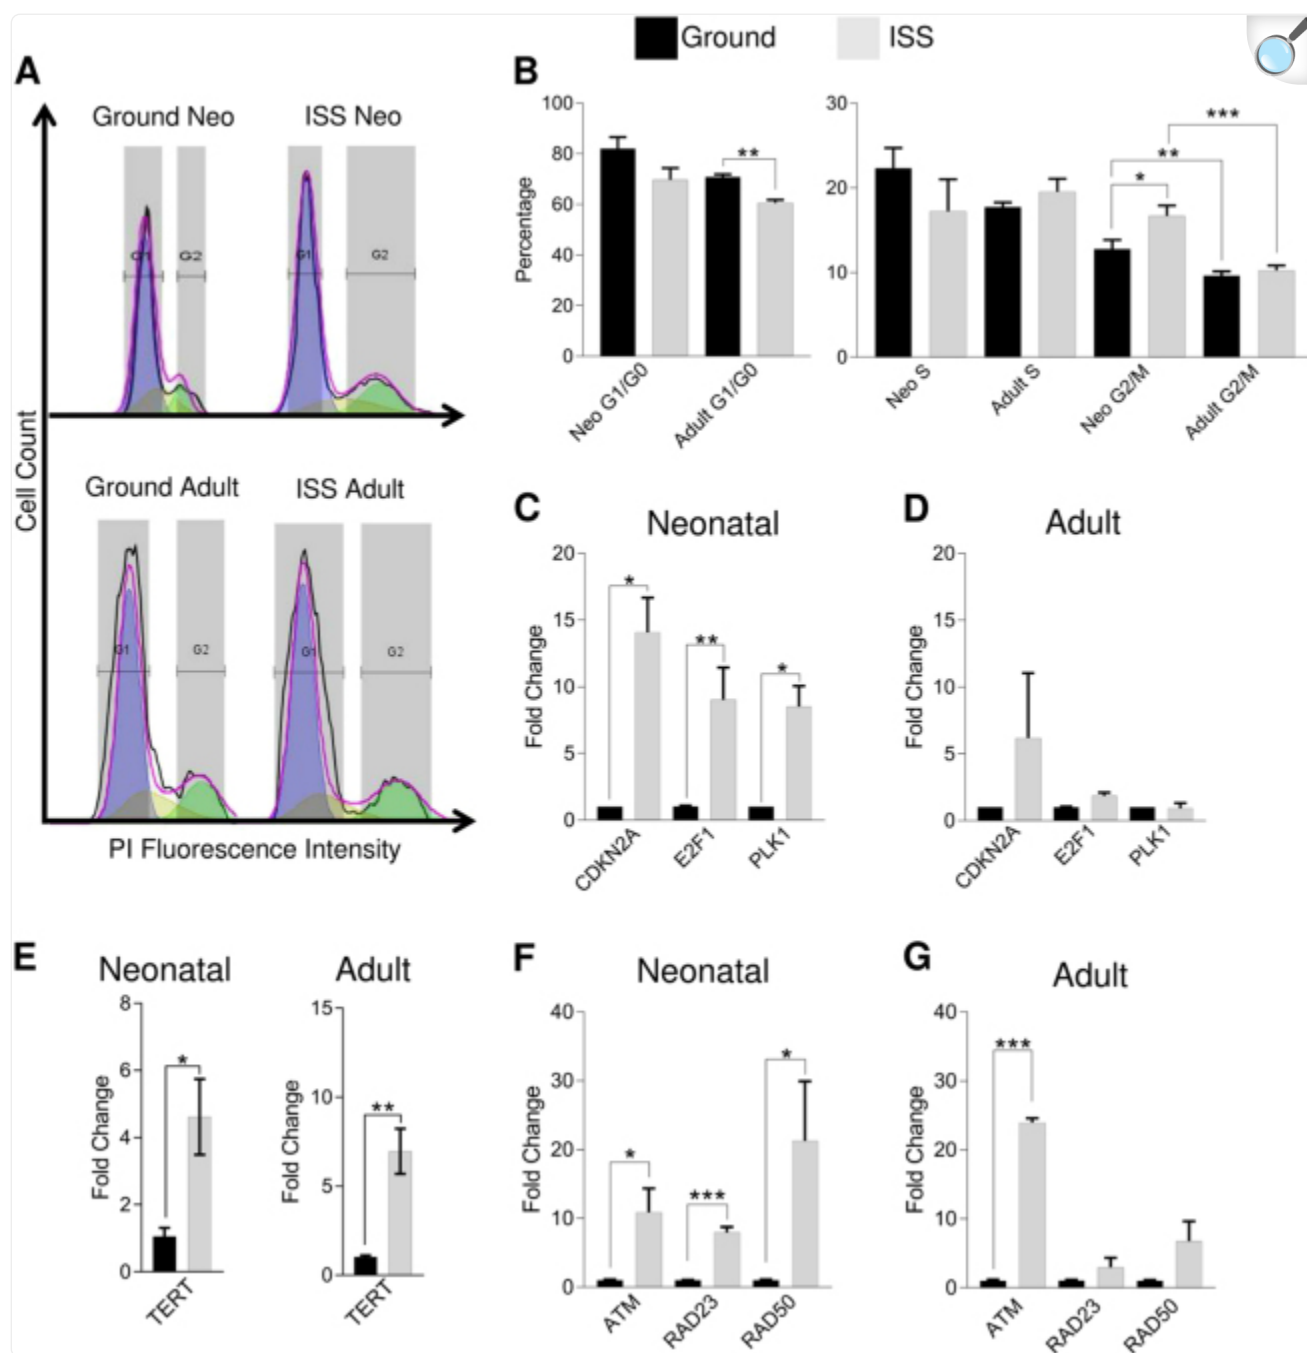 Ground ISS
A
Ground Neo ISS Neo
G1 G2 G1 G2
Ground Adult ISS Adult
G1 G2 G1 G2
Cell Count
PI Fluorescence Intensity
B
Percentage
100
80
60
40
20
0
**
Neo G1/G0 Adult G1/G0
30
20
10
0
***
**
*
Neo S Adult S Neo G2/M Adult G2/M
C
Neonatal
Fold Change
20
15
10
5
0
* ** *
CDKN2A E2F1 PLK1
D
Adult
Fold Change
20
15
10
5
0
CDKN2A E2F1 PLK1
E
Neonatal
Fold Change
8
6
4
2
0
*
TERT
Adult
Fold Change
15
10
5
0
**
TERT
F
Neonatal
Fold Change
40
30
20
10
0
* *** *
ATM RAD23 RAD50
G
Adult
Fold Change
40
30
20
10
0
***
ATM RAD23 RAD50